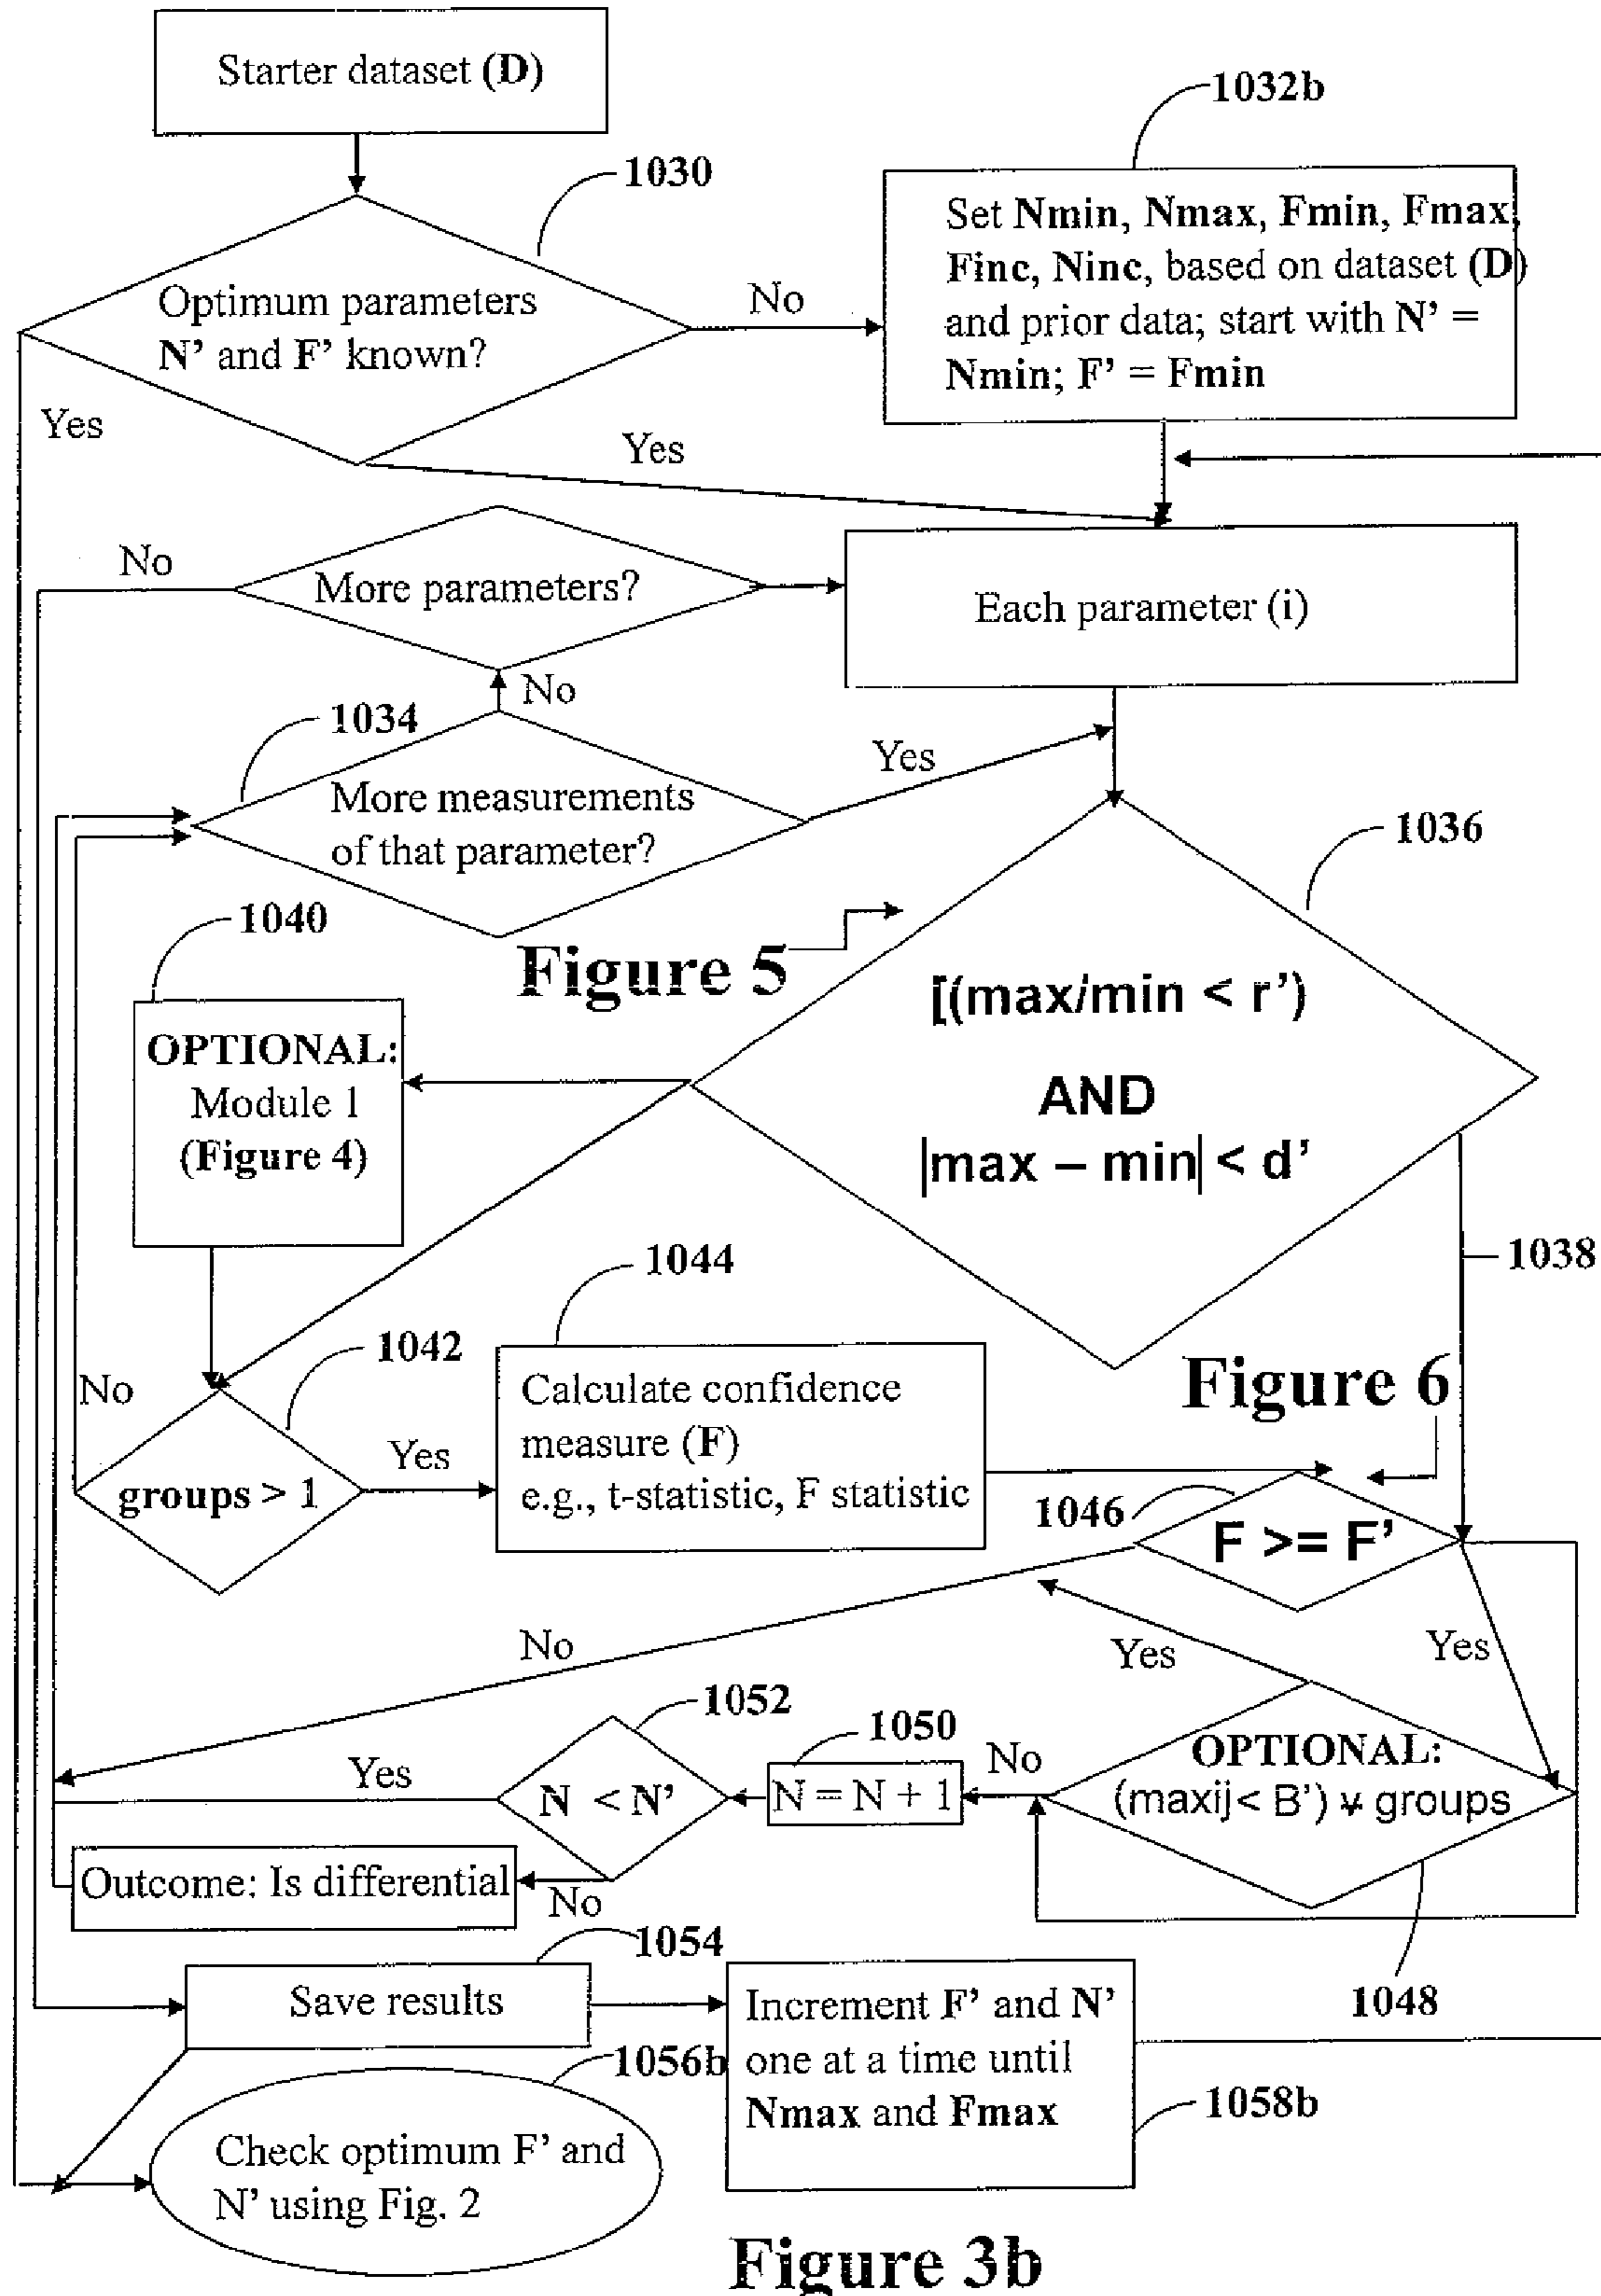 Starter dataset (D)
1032b
1030
Set Nmin, Nmax, Fmin, Fmax,
Finc, Ninc, based on dataset (D)
and prior data; start with N’ =
Nmin; F’ = Fmin
Optimum parameters
N’ and F’ known?
No
Yes
Yes
No
More parameters?
Each parameter (i)
No
1034
Yes
More measurements
of that parameter?
1036
1040
Figure 5
[(max/min < r’)
AND
|max – min| < d’
OPTIONAL:
Module 1
(Figure 4)
1038
1044
1042
Figure 6
No
Calculate confidence
measure (F)
e.g., t-statistic, F statistic
Yes
groups > 1
1046
F >= F’
No
Yes
Yes
1052
1050
OPTIONAL:
(maxij< B’) ∨ groups
No
N = N + 1
Yes
N < N’
Outcome: Is differential
No
1054
Save results
1048
Increment F’ and N’
one at a time until
Nmax and Fmax
1056b
1058b
Check optimum F’ and
N’ using Fig. 2
Figure 3b